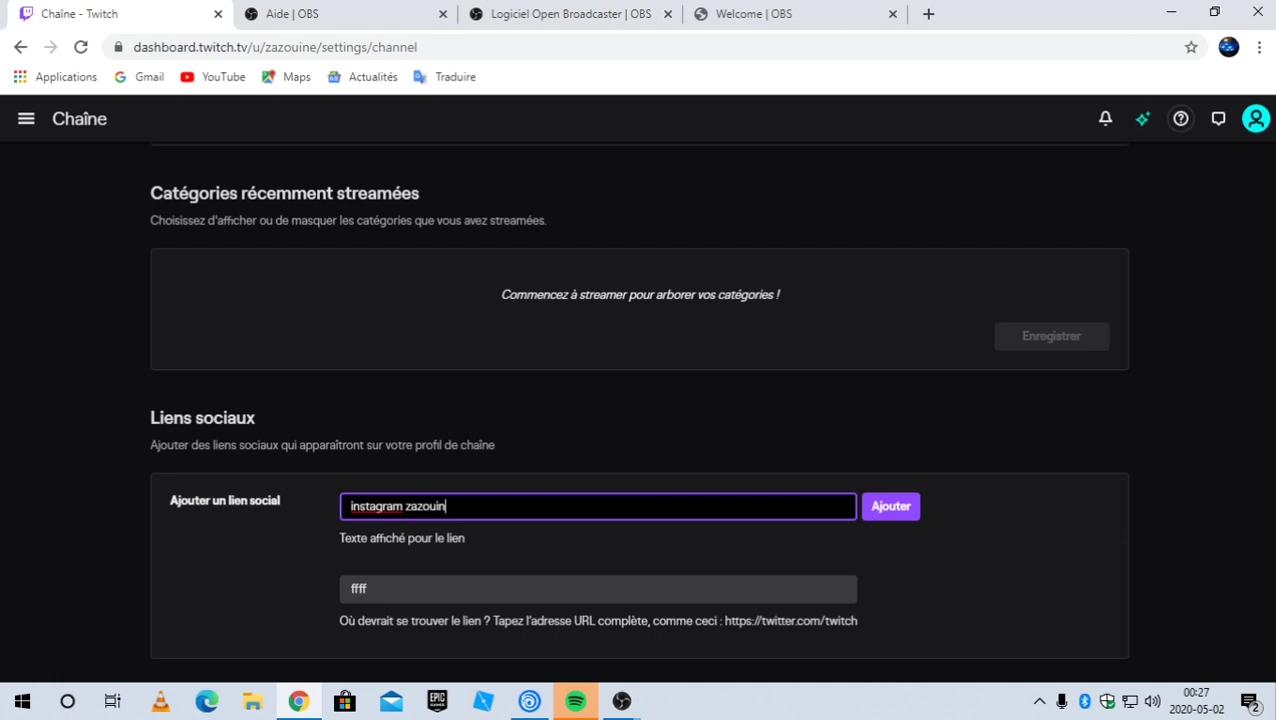 Chaîne - Twitch
Aide | OBS
Logiciel Open Broadcaster | OBS
Welcome | OBS
dashboard.twitch.tv/u/zazouine/settings/channel
Applications
Gmail
YouTube
Maps
Actualités
Traduire
Chaîne
Catégories récemment streamées
Choisissez d'afficher ou de masquer les catégories que vous avez streamées.
Commencez à streamer pour arborer vos catégories !
Enregistrer
Liens sociaux
Ajouter des liens sociaux qui apparaîtront sur votre profil de chaîne
Ajouter un lien social
instagram zazouin
Ajouter
Texte affiché pour le lien
ffff
Où devrait se trouver le lien ? Tapez l'adresse URL complète, comme ceci : https://twitter.com/twitch
EPIC GAMES
00:27
2020-05-02
2